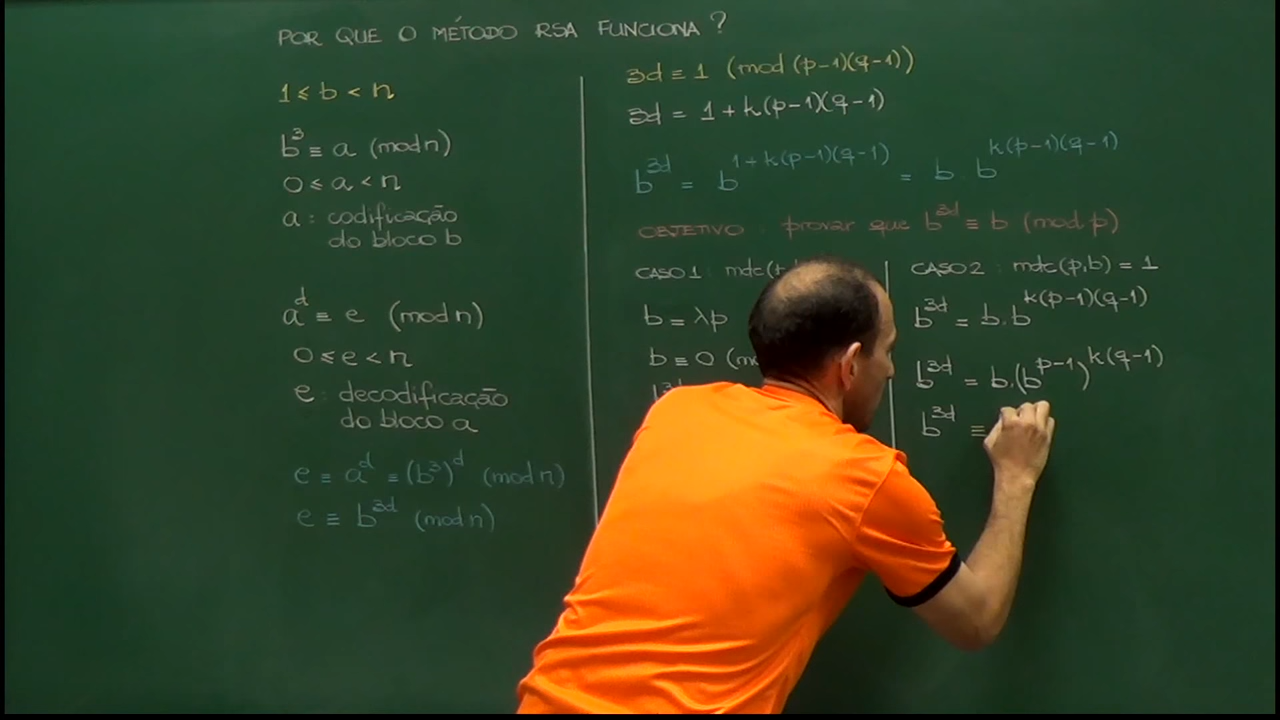 POR QUE O MÉTODO RSA FUNCIONA?
1 ≤ b < n
b³ ≡ a (mod n)
0 ≤ a < n
a : codificação
do bloco b
a^d ≡ e (mod n)
0 ≤ e < n
e : decodificação
do bloco a
e ≡ a^d ≡ (b³)^d (mod n)
e ≡ b^{3d} (mod n)
3d ≡ 1 (mod (p-1)(q-1))
3d = 1 + k(p-1)(q-1)
b^{3d} = b^{1+k(p-1)(q-1)} = b. b^{k(p-1)(q-1)}
OBJETIVO : provar que b^{3d} ≡ b (mod p)
CASO 1 : mdc(
b = λp
b ≡ 0 (mo
CASO 2 : mdc(p,b) = 1
b^{3d} = b. b^{k(p-1)(q-1)}
b^{3d} = b.(b^{p-1})^{k(q-1)}
b^{3d} ≡